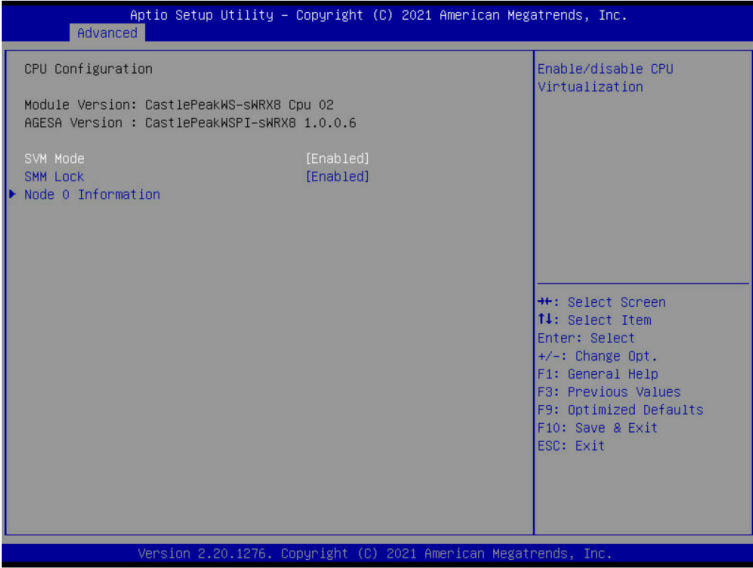 Aptio Setup Utility – Copyright (C) 2021 American Megatrends, Inc.
Advanced
CPU Configuration
Module Version: CastlePeakWS-sWRX8 Cpu 02
AGESA Version : CastlePeakWSPI-sWRX8 1.0.0.6
SVM Mode [Enabled]
SMM Lock [Enabled]
Node 0 Information
Enable/disable CPU
Virtualization
→←: Select Screen
↑↓: Select Item
Enter: Select
+/-: Change Opt.
F1: General Help
F3: Previous Values
F9: Optimized Defaults
F10: Save & Exit
ESC: Exit
Version 2.20.1276. Copyright (C) 2021 American Megatrends, Inc.